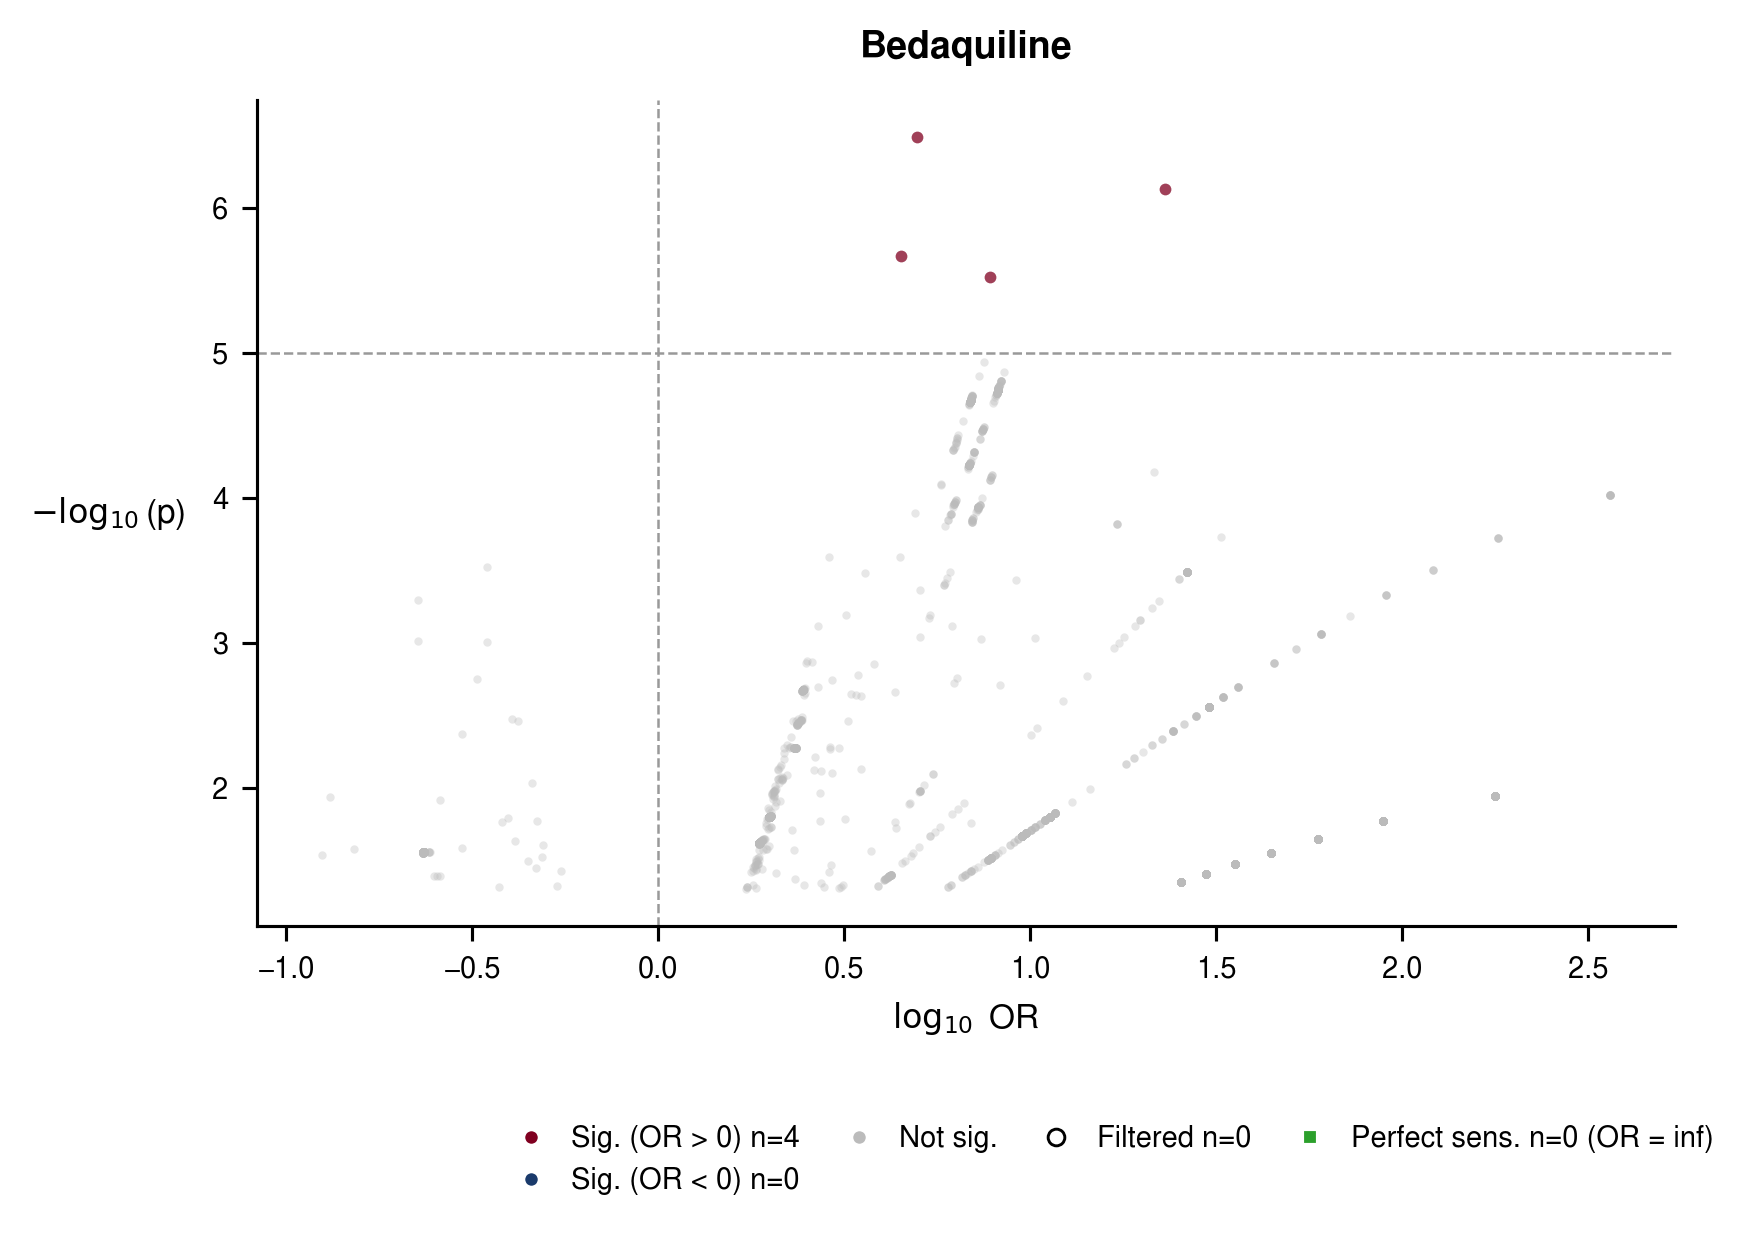 Bedaquiline
6
5
4
3
2
−log₁₀ (p)
−1.0 −0.5 0.0 0.5 1.0 1.5 2.0 2.5
log₁₀ OR
Sig. (OR > 0) n=4 Not sig. Filtered n=0 Perfect sens. n=0 (OR = inf)
Sig. (OR < 0) n=0